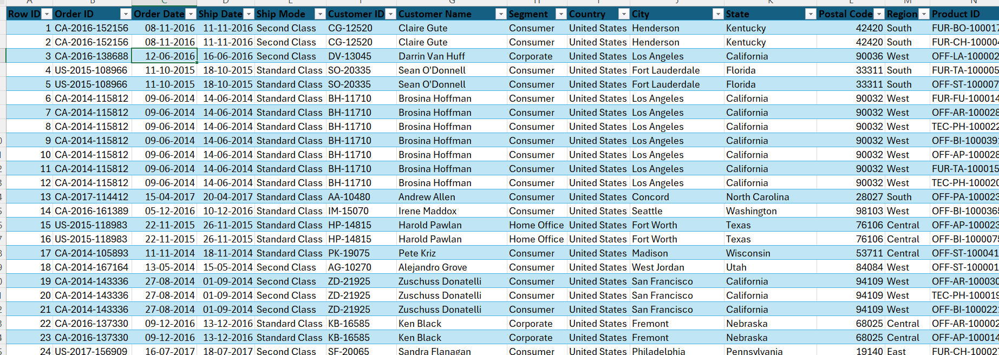 Row ID Order ID Order Date Ship Date Ship Mode Customer ID Customer Name Segment Country City State Postal Code Region Product ID
1 CA-2016-152156 08-11-2016 11-11-2016 Second Class CG-12520 Claire Gute Consumer United States Henderson Kentucky 42420 South FUR-BO-100017
2 CA-2016-152156 08-11-2016 11-11-2016 Second Class CG-12520 Claire Gute Consumer United States Henderson Kentucky 42420 South FUR-CH-100004
3 CA-2016-138688 12-06-2016 16-06-2016 Second Class DV-13045 Darrin Van Huff Corporate United States Los Angeles California 90036 West OFF-LA-100002
4 US-2015-108966 11-10-2015 18-10-2015 Standard Class SO-20335 Sean O'Donnell Consumer United States Fort Lauderdale Florida 33311 South FUR-TA-100005
5 US-2015-108966 11-10-2015 18-10-2015 Standard Class SO-20335 Sean O'Donnell Consumer United States Fort Lauderdale Florida 33311 South OFF-ST-100007
6 CA-2014-115812 09-06-2014 14-06-2014 Standard Class BH-11710 Brosina Hoffman Consumer United States Los Angeles California 90032 West FUR-FU-100014
7 CA-2014-115812 09-06-2014 14-06-2014 Standard Class BH-11710 Brosina Hoffman Consumer United States Los Angeles California 90032 West OFF-AR-100028
8 CA-2014-115812 09-06-2014 14-06-2014 Standard Class BH-11710 Brosina Hoffman Consumer United States Los Angeles California 90032 West TEC-PH-100022
9 CA-2014-115812 09-06-2014 14-06-2014 Standard Class BH-11710 Brosina Hoffman Consumer United States Los Angeles California 90032 West OFF-BI-1000391
10 CA-2014-115812 09-06-2014 14-06-2014 Standard Class BH-11710 Brosina Hoffman Consumer United States Los Angeles California 90032 West OFF-AP-100028
11 CA-2014-115812 09-06-2014 14-06-2014 Standard Class BH-11710 Brosina Hoffman Consumer United States Los Angeles California 90032 West FUR-TA-100015
12 CA-2014-115812 09-06-2014 14-06-2014 Standard Class BH-11710 Brosina Hoffman Consumer United States Los Angeles California 90032 West TEC-PH-100020
13 CA-2017-114412 15-04-2017 20-04-2017 Standard Class AA-10480 Andrew Allen Consumer United States Concord North Carolina 28027 South OFF-PA-100023
14 CA-2016-161389 05-12-2016 10-12-2016 Standard Class IM-15070 Irene Maddox Consumer United States Seattle Washington 98103 West OFF-BI-1000365
15 US-2015-118983 22-11-2015 26-11-2015 Standard Class HP-14815 Harold Pawlan Home Office United States Fort Worth Texas 76106 Central OFF-AP-100023
16 US-2015-118983 22-11-2015 26-11-2015 Standard Class HP-14815 Harold Pawlan Home Office United States Fort Worth Texas 76106 Central OFF-BI-1000075
17 CA-2014-105893 11-11-2014 18-11-2014 Standard Class PK-19075 Pete Kriz Consumer United States Madison Wisconsin 53711 Central OFF-ST-100041
18 CA-2014-167164 13-05-2014 15-05-2014 Second Class AG-10270 Alejandro Grove Consumer United States West Jordan Utah 84084 West OFF-ST-100001
19 CA-2014-143336 27-08-2014 01-09-2014 Second Class ZD-21925 Zuschuss Donatelli Consumer United States San Francisco California 94109 West OFF-AR-100030
20 CA-2014-143336 27-08-2014 01-09-2014 Second Class ZD-21925 Zuschuss Donatelli Consumer United States San Francisco California 94109 West TEC-PH-100019
21 CA-2014-143336 27-08-2014 01-09-2014 Second Class ZD-21925 Zuschuss Donatelli Consumer United States San Francisco California 94109 West OFF-BI-100022
22 CA-2016-137330 09-12-2016 13-12-2016 Standard Class KB-16585 Ken Black Corporate United States Fremont Nebraska 68025 Central OFF-AR-100002
23 CA-2016-137330 09-12-2016 13-12-2016 Standard Class KB-16585 Ken Black Corporate United States Fremont Nebraska 68025 Central OFF-AP-100014
24 US-2017-156909 16-07-2017 18-07-2017 Second Class SF-20065 Sandra Flanagan Consumer United States Philadelphia Pennsylvania 19140 East FUR-CH-10002